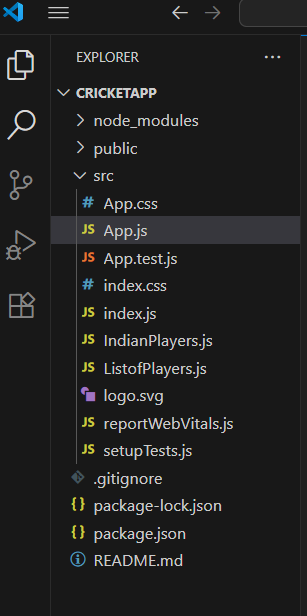 EXPLORER
CRICKETAPP
node_modules
public
src
# App.css
JS App.js
JS App.test.js
# index.css
JS index.js
JS IndianPlayers.js
JS ListofPlayers.js
logo.svg
JS reportWebVitals.js
JS setupTests.js
.gitignore
{} package-lock.json
{} package.json
README.md